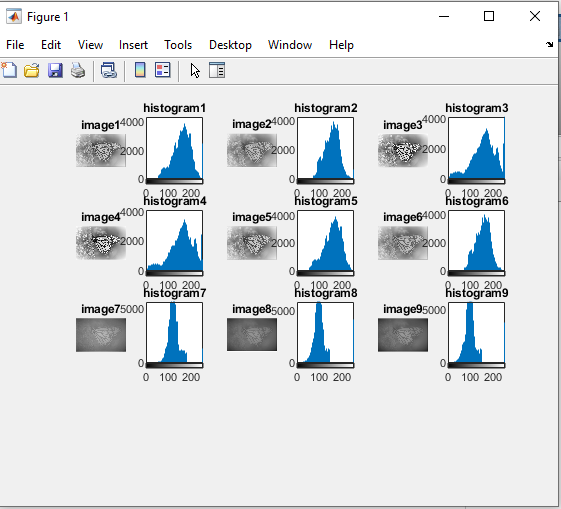 Figure 1
File Edit View Insert Tools Desktop Window Help
histogram1 histogram2 histogram3
image1 4000 image2 4000 image3 4000
2000 2000 2000
0 0 0
0 100 200 0 100 200 0 100 200
histogram4 histogram5 histogram6
image4 4000 image5 4000 image6 4000
2000 2000 2000
0 0 0
0 100 200 0 100 200 0 100 200
histogram7 histogram8 histogram9
image7 5000 image8 5000 image9 5000
0 0 0
0 100 200 0 100 200 0 100 200